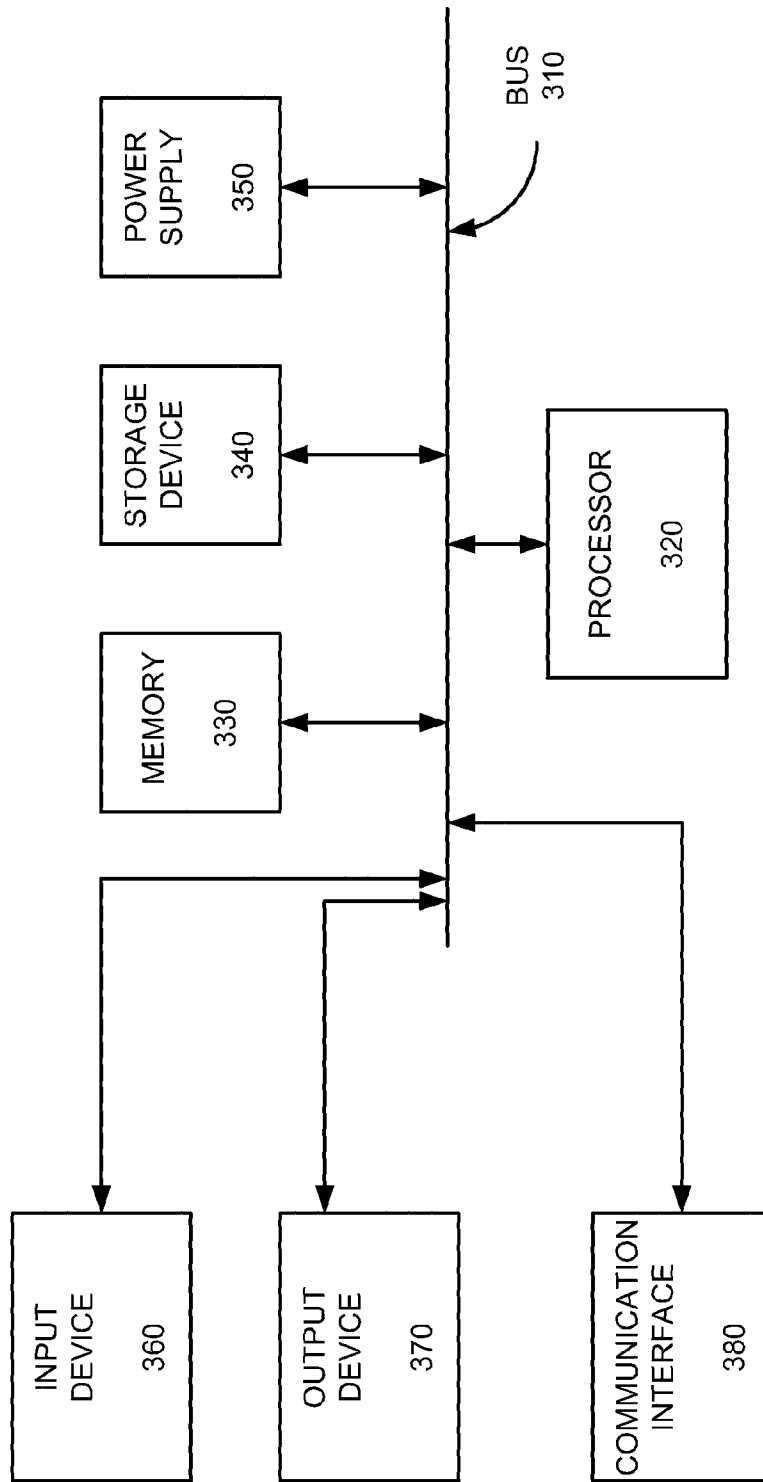 INPUT
DEVICE
360
OUTPUT
DEVICE
370
COMMUNICATION
INTERFACE
380
MEMORY
330
STORAGE
DEVICE
340
POWER
SUPPLY
350
PROCESSOR
320
BUS
310